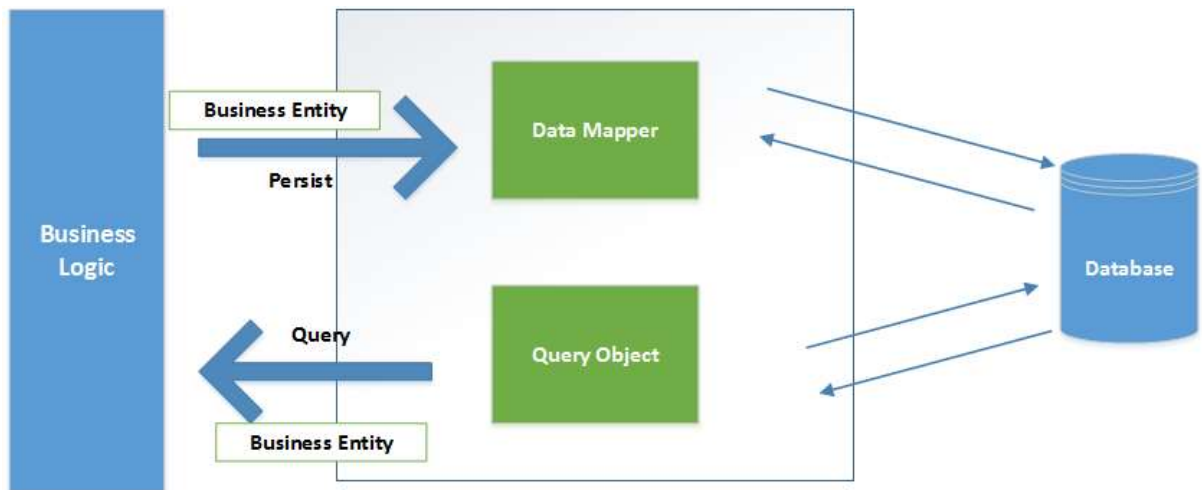 Business Entity
Data Mapper
Persist
Business
Logic
Database
Query
Query Object
Business Entity